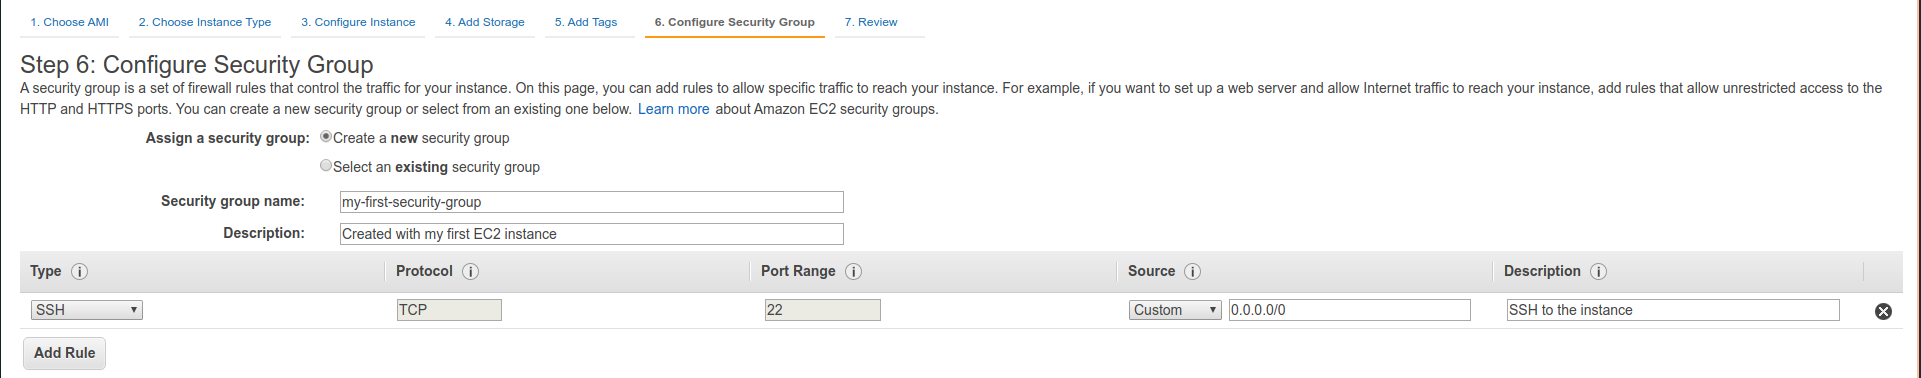 1. Choose AMI 2. Choose Instance Type 3. Configure Instance 4. Add Storage 5. Add Tags 6. Configure Security Group 7. Review
Step 6: Configure Security Group
A security group is a set of firewall rules that control the traffic for your instance. On this page, you can add rules to allow specific traffic to reach your instance. For example, if you want to set up a web server and allow Internet traffic to reach your instance, add rules that allow unrestricted access to the
HTTP and HTTPS ports. You can create a new security group or select from an existing one below. Learn more about Amazon EC2 security groups.
Assign a security group: Create a new security group
Select an existing security group
Security group name: my-first-security-group
Description: Created with my first EC2 instance
Type i Protocol i Port Range i Source i Description i
SSH TCP 22 Custom 0.0.0.0/0 SSH to the instance
Add Rule